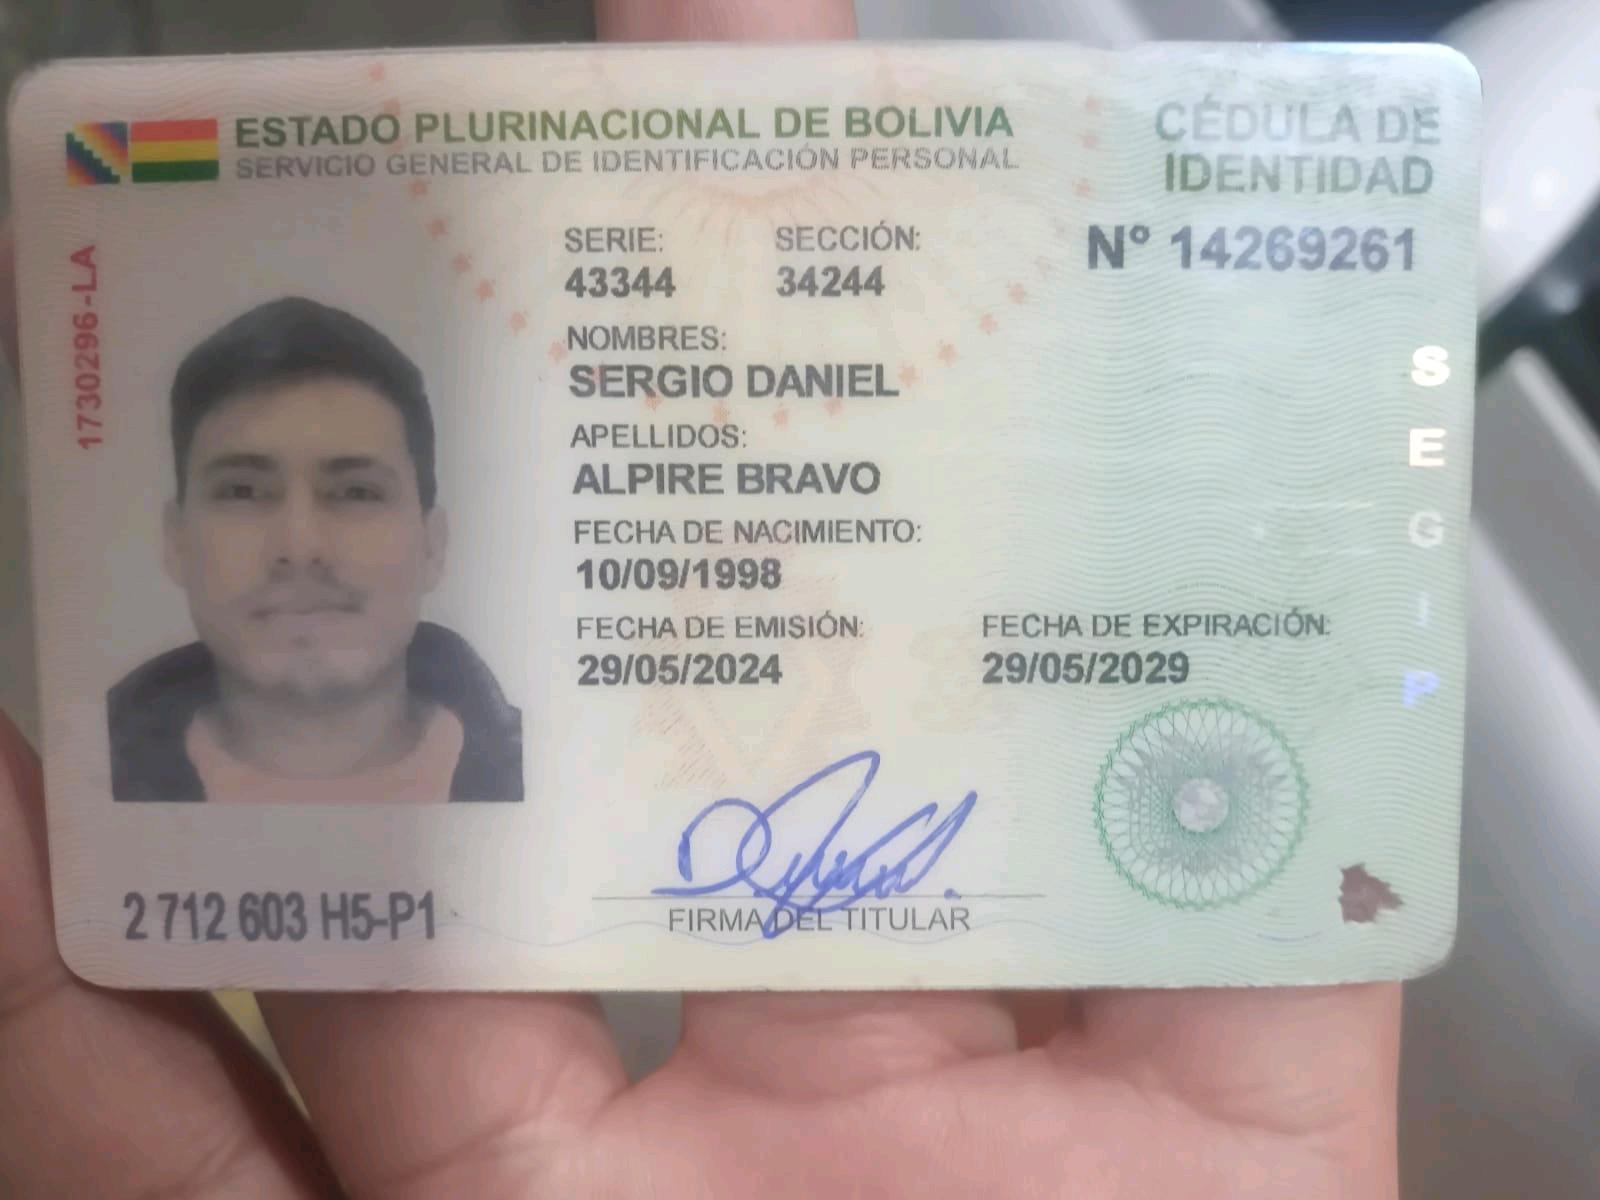 ESTADO PLURINACIONAL DE BOLIVIA
SERVICIO GENERAL DE IDENTIFICACIÓN PERSONAL
CÉDULA DE
IDENTIDAD
Nº 14269261
1730296-LA
SERIE: SECCIÓN:
43344 34244
NOMBRES:
SERGIO DANIEL
APELLIDOS:
ALPIRE BRAVO
FECHA DE NACIMIENTO:
10/09/1998
FECHA DE EMISIÓN: FECHA DE EXPIRACIÓN:
29/05/2024 29/05/2029
SEGIP
FIRMA DEL TITULAR
2 712 603 H5-P1